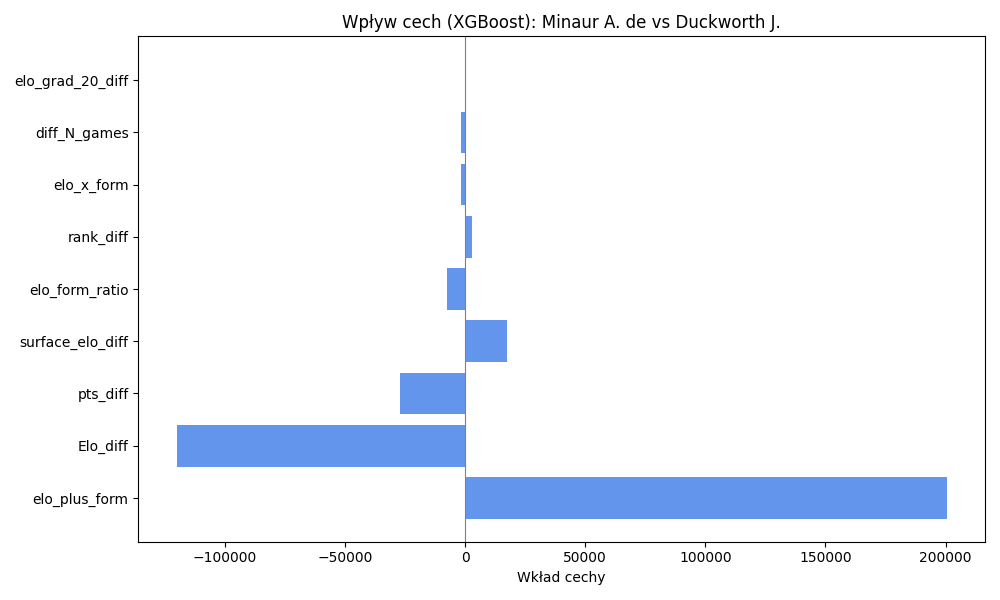 Wpływ cech (XGBoost): Minaur A. de vs Duckworth J.
elo_grad_20_diff
diff_N_games
elo_x_form
rank_diff
elo_form_ratio
surface_elo_diff
pts_diff
Elo_diff
elo_plus_form
−100000 −50000 0 50000 100000 150000 200000
Wkład cechy